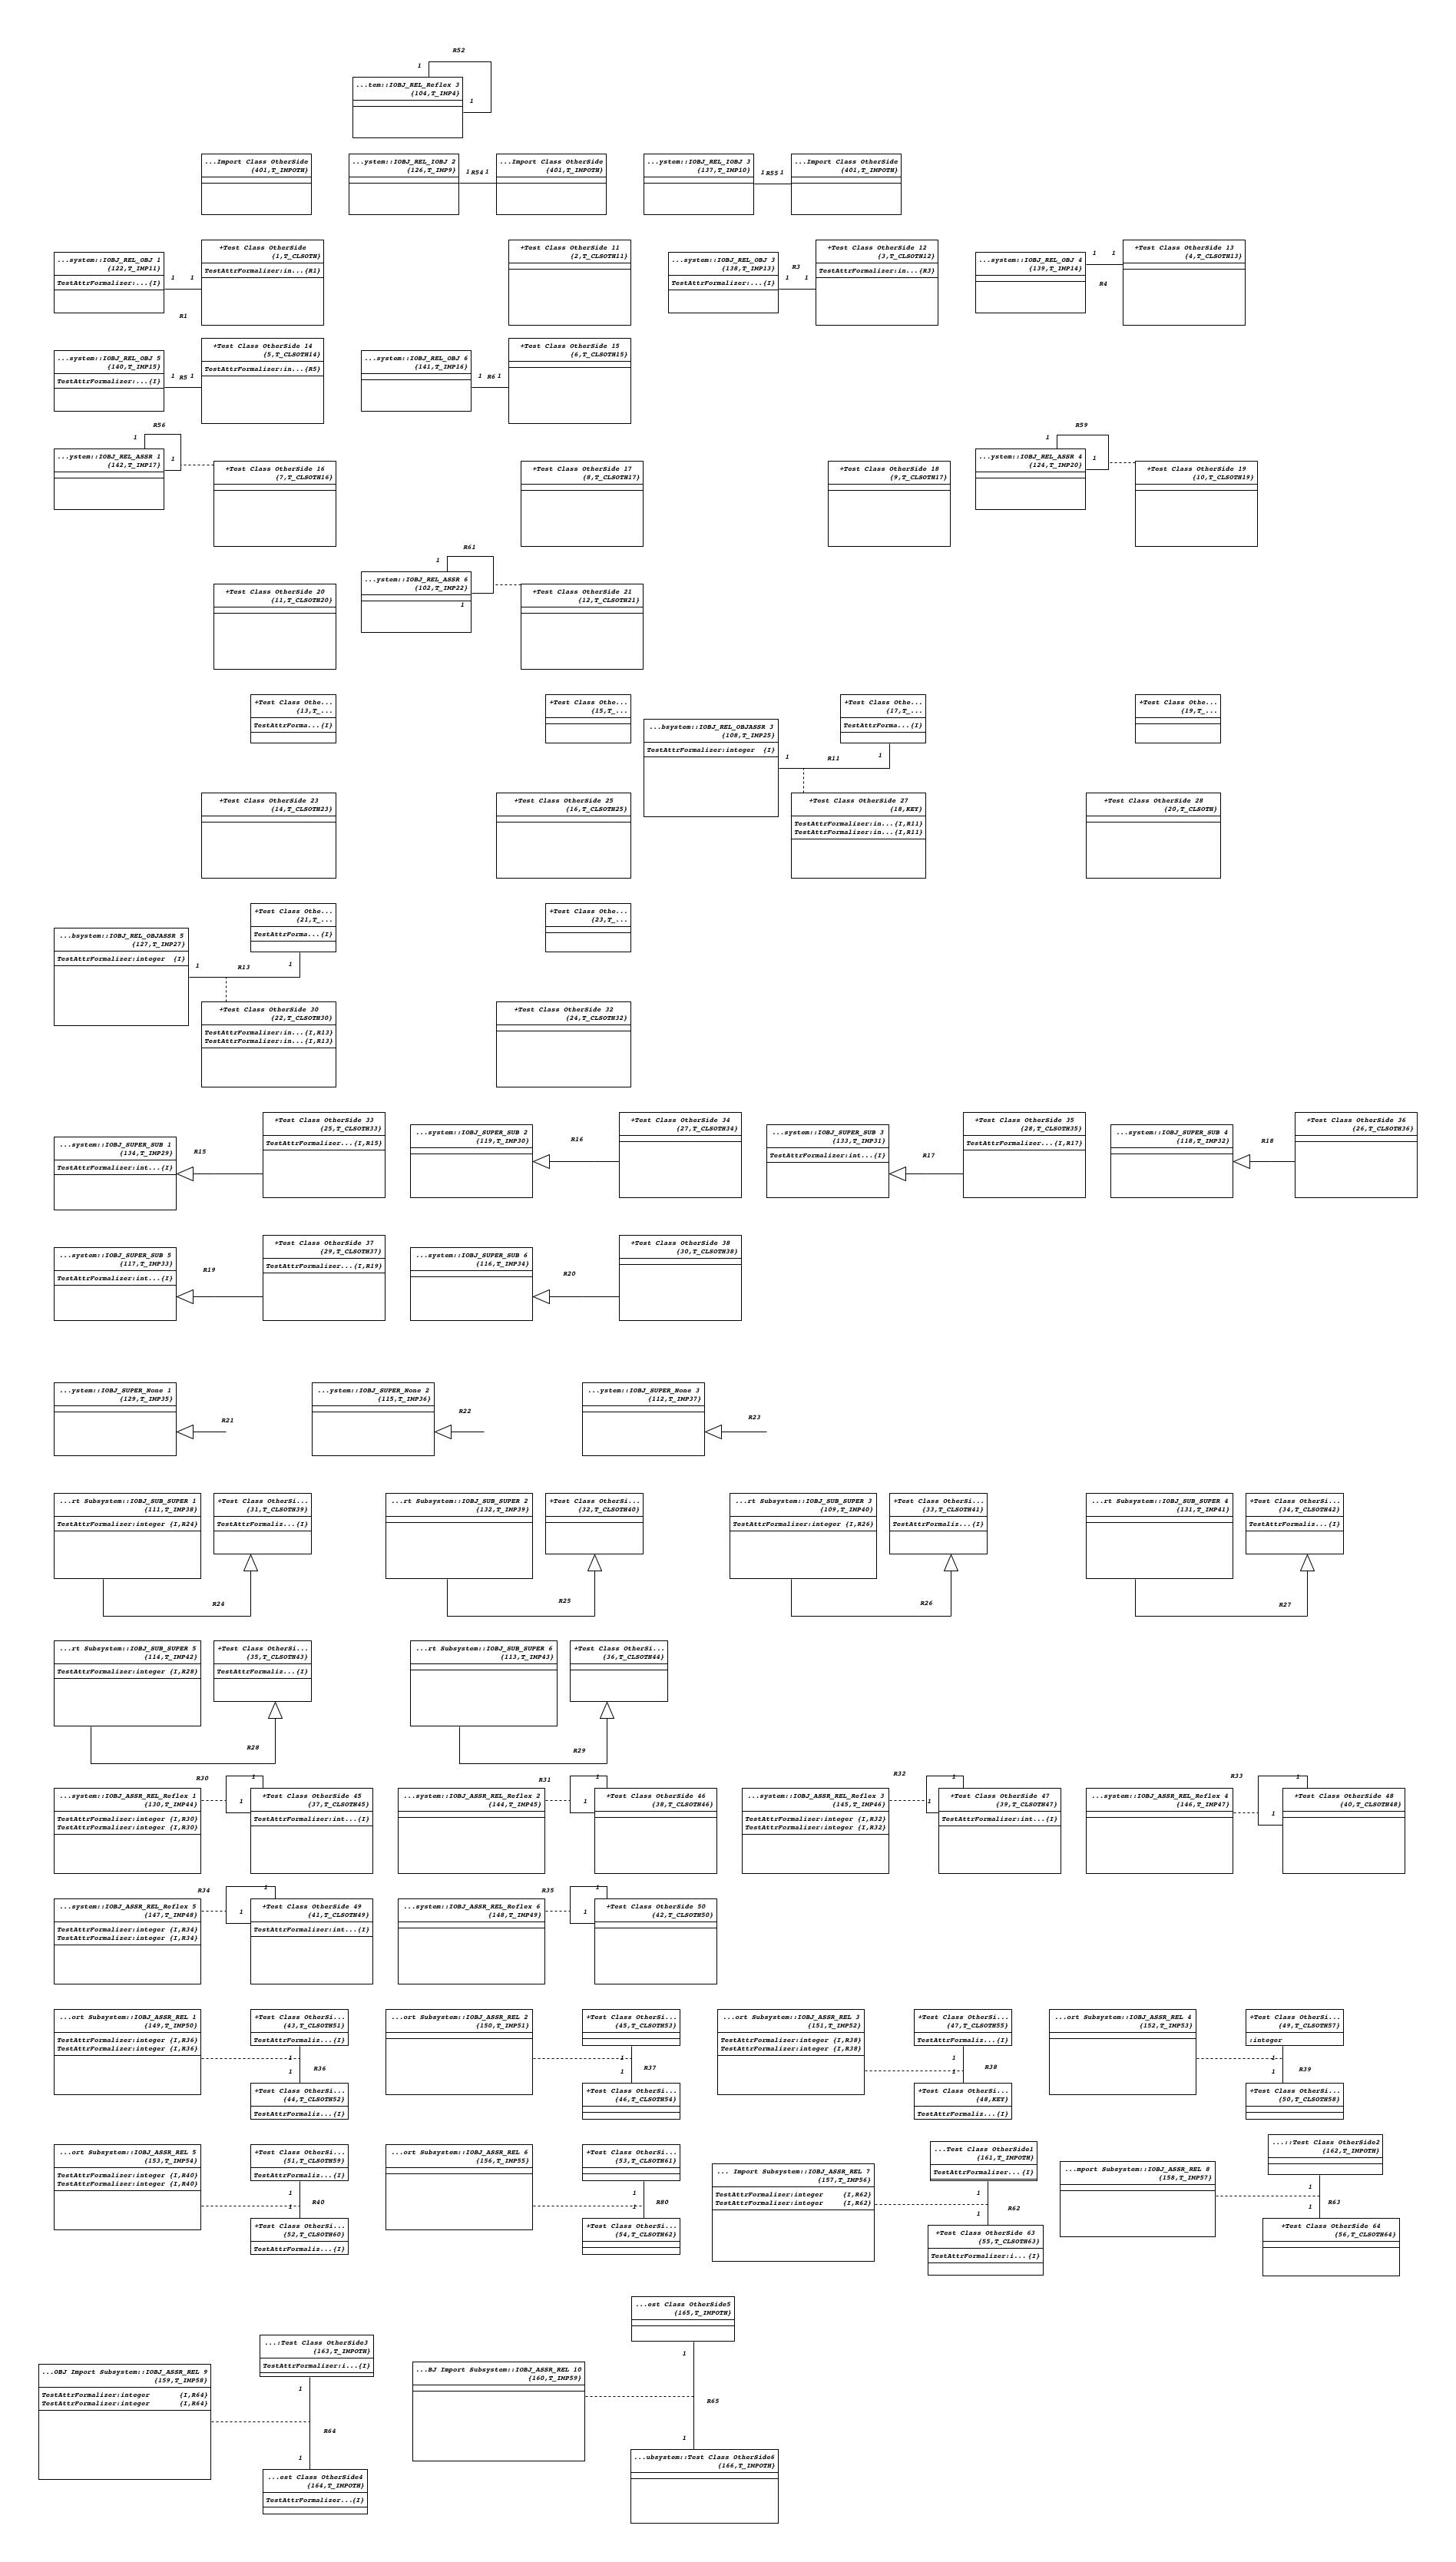 R52
1
...tem::IOBJ_REL_Reflex 3
{104,T_IMP4}
1
...Import Class OtherSide
{401,T_IMPOTH}
...ystem::IOBJ_REL_IOBJ 2
{126,T_IMP9}
1 R54 1
...Import Class OtherSide
{401,T_IMPOTH}
...ystem::IOBJ_REL_IOBJ 3
{137,T_IMP10}
1 R55 1
...Import Class OtherSide
{401,T_IMPOTH}
...system::IOBJ_REL_OBJ 1
{122,T_IMP11}
TestAttrFormalizer:...{I}
1 1
R1
+Test Class OtherSide
{1,T_CLSOTH}
TestAttrFormalizer:in...{R1}
+Test Class OtherSide 11
{2,T_CLSOTH11}
...system::IOBJ_REL_OBJ 3
{138,T_IMP13}
TestAttrFormalizer:...{I}
R3
1 1
+Test Class OtherSide 12
{3,T_CLSOTH12}
TestAttrFormalizer:in...{R3}
...system::IOBJ_REL_OBJ 4
{139,T_IMP14}
1 1
R4
+Test Class OtherSide 13
{4,T_CLSOTH13}
...system::IOBJ_REL_OBJ 5
{140,T_IMP15}
TestAttrFormalizer:...{I}
1 R5 1
+Test Class OtherSide 14
{5,T_CLSOTH14}
TestAttrFormalizer:in...{R5}
...system::IOBJ_REL_OBJ 6
{141,T_IMP16}
1 R6 1
+Test Class OtherSide 15
{6,T_CLSOTH15}
R56
1
...ystem::IOBJ_REL_ASSR 1
{142,T_IMP17}
1
+Test Class OtherSide 16
{7,T_CLSOTH16}
+Test Class OtherSide 17
{8,T_CLSOTH17}
+Test Class OtherSide 18
{9,T_CLSOTH17}
R59
1
...ystem::IOBJ_REL_ASSR 4
{124,T_IMP20}
1
+Test Class OtherSide 19
{10,T_CLSOTH19}
+Test Class OtherSide 20
{11,T_CLSOTH20}
R61
1
...ystem::IOBJ_REL_ASSR 6
{102,T_IMP22}
1
+Test Class OtherSide 21
{12,T_CLSOTH21}
+Test Class Othe...
{13,T_...
TestAttrForma...{I}
+Test Class Othe...
{15,T_...
...bsystem::IOBJ_REL_OBJASSR 3
{108,T_IMP25}
TestAttrFormalizer:integer {I}
+Test Class Othe...
{17,T_...
TestAttrForma...{I}
1
R11
1
+Test Class Othe...
{19,T_...
+Test Class OtherSide 23
{14,T_CLSOTH23}
+Test Class OtherSide 25
{16,T_CLSOTH25}
+Test Class OtherSide 27
{18,KEY}
TestAttrFormalizer:in...{I,R11}
TestAttrFormalizer:in...{I,R11}
+Test Class OtherSide 28
{20,T_CLSOTH}
...bsystem::IOBJ_REL_OBJASSR 5
{127,T_IMP27}
TestAttrFormalizer:integer {I}
+Test Class Othe...
{21,T_...
TestAttrForma...{I}
1
R13
1
+Test Class Othe...
{23,T_...
+Test Class OtherSide 30
{22,T_CLSOTH30}
TestAttrFormalizer:in...{I,R13}
TestAttrFormalizer:in...{I,R13}
+Test Class OtherSide 32
{24,T_CLSOTH32}
...system::IOBJ_SUPER_SUB 1
{134,T_IMP29}
TestAttrFormalizer:int...{I}
R15
+Test Class OtherSide 33
{25,T_CLSOTH33}
TestAttrFormalizer...{I,R15}
...system::IOBJ_SUPER_SUB 2
{119,T_IMP30}
R16
+Test Class OtherSide 34
{27,T_CLSOTH34}
...system::IOBJ_SUPER_SUB 3
{133,T_IMP31}
TestAttrFormalizer:int...{I}
R17
+Test Class OtherSide 35
{28,T_CLSOTH35}
TestAttrFormalizer...{I,R17}
...system::IOBJ_SUPER_SUB 4
{118,T_IMP32}
R18
+Test Class OtherSide 36
{26,T_CLSOTH36}
...system::IOBJ_SUPER_SUB 5
{117,T_IMP33}
TestAttrFormalizer:int...{I}
R19
+Test Class OtherSide 37
{29,T_CLSOTH37}
TestAttrFormalizer...{I,R19}
...system::IOBJ_SUPER_SUB 6
{116,T_IMP34}
R20
+Test Class OtherSide 38
{30,T_CLSOTH38}
...ystem::IOBJ_SUPER_None 1
{129,T_IMP35}
R21
...ystem::IOBJ_SUPER_None 2
{115,T_IMP36}
R22
...ystem::IOBJ_SUPER_None 3
{112,T_IMP37}
R23
...rt Subsystem::IOBJ_SUB_SUPER 1
{111,T_IMP38}
TestAttrFormalizer:integer {I,R24}
+Test Class OtherSi...
{31,T_CLSOTH39}
TestAttrFormaliz...{I}
R24
...rt Subsystem::IOBJ_SUB_SUPER 2
{132,T_IMP39}
+Test Class OtherSi...
{32,T_CLSOTH40}
R25
...rt Subsystem::IOBJ_SUB_SUPER 3
{109,T_IMP40}
TestAttrFormalizer:integer {I,R26}
+Test Class OtherSi...
{33,T_CLSOTH41}
TestAttrFormaliz...{I}
R26
...rt Subsystem::IOBJ_SUB_SUPER 4
{131,T_IMP41}
+Test Class OtherSi...
{34,T_CLSOTH42}
TestAttrFormaliz...{I}
R27
...rt Subsystem::IOBJ_SUB_SUPER 5
{114,T_IMP42}
TestAttrFormalizer:integer {I,R28}
+Test Class OtherSi...
{35,T_CLSOTH43}
TestAttrFormaliz...{I}
R28
...rt Subsystem::IOBJ_SUB_SUPER 6
{113,T_IMP43}
+Test Class OtherSi...
{36,T_CLSOTH44}
R29
R30
1
...system::IOBJ_ASSR_REL_Reflex 1
{130,T_IMP44}
TestAttrFormalizer:integer {I,R30}
TestAttrFormalizer:integer {I,R30}
1
+Test Class OtherSide 45
{37,T_CLSOTH45}
TestAttrFormalizer:int...{I}
R31
1
...system::IOBJ_ASSR_REL_Reflex 2
{144,T_IMP45}
1
+Test Class OtherSide 46
{38,T_CLSOTH46}
R32
1
...system::IOBJ_ASSR_REL_Reflex 3
{145,T_IMP46}
TestAttrFormalizer:integer {I,R32}
TestAttrFormalizer:integer {I,R32}
1
+Test Class OtherSide 47
{39,T_CLSOTH47}
TestAttrFormalizer:int...{I}
R33
1
...system::IOBJ_ASSR_REL_Reflex 4
{146,T_IMP47}
1
+Test Class OtherSide 48
{40,T_CLSOTH48}
R34
1
...system::IOBJ_ASSR_REL_Reflex 5
{147,T_IMP48}
TestAttrFormalizer:integer {I,R34}
TestAttrFormalizer:integer {I,R34}
1
+Test Class OtherSide 49
{41,T_CLSOTH49}
TestAttrFormalizer:int...{I}
R35
1
...system::IOBJ_ASSR_REL_Reflex 6
{148,T_IMP49}
1
+Test Class OtherSide 50
{42,T_CLSOTH50}
...ort Subsystem::IOBJ_ASSR_REL 1
{149,T_IMP50}
TestAttrFormalizer:integer {I,R36}
TestAttrFormalizer:integer {I,R36}
+Test Class OtherSi...
{43,T_CLSOTH51}
TestAttrFormaliz...{I}
1
1
R36
+Test Class OtherSi...
{44,T_CLSOTH52}
TestAttrFormaliz...{I}
...ort Subsystem::IOBJ_ASSR_REL 2
{150,T_IMP51}
+Test Class OtherSi...
{45,T_CLSOTH53}
1
1
R37
+Test Class OtherSi...
{46,T_CLSOTH54}
...ort Subsystem::IOBJ_ASSR_REL 3
{151,T_IMP52}
TestAttrFormalizer:integer {I,R38}
TestAttrFormalizer:integer {I,R38}
+Test Class OtherSi...
{47,T_CLSOTH55}
TestAttrFormaliz...{I}
1
1
R38
+Test Class OtherSi...
{48,KEY}
TestAttrFormaliz...{I}
...ort Subsystem::IOBJ_ASSR_REL 4
{152,T_IMP53}
+Test Class OtherSi...
{49,T_CLSOTH57}
:integer
1
1
R39
+Test Class OtherSi...
{50,T_CLSOTH58}
...ort Subsystem::IOBJ_ASSR_REL 5
{153,T_IMP54}
TestAttrFormalizer:integer {I,R40}
TestAttrFormalizer:integer {I,R40}
+Test Class OtherSi...
{51,T_CLSOTH59}
TestAttrFormaliz...{I}
1
1
R40
+Test Class OtherSi...
{52,T_CLSOTH60}
TestAttrFormaliz...{I}
...ort Subsystem::IOBJ_ASSR_REL 6
{156,T_IMP55}
+Test Class OtherSi...
{53,T_CLSOTH61}
1
1
R80
+Test Class OtherSi...
{54,T_CLSOTH62}
... Import Subsystem::IOBJ_ASSR_REL 7
{157,T_IMP56}
TestAttrFormalizer:integer {I,R62}
TestAttrFormalizer:integer {I,R62}
...Test Class OtherSide1
{161,T_IMPOTH}
TestAttrFormalizer...{I}
1
1
R62
+Test Class OtherSide 63
{55,T_CLSOTH63}
TestAttrFormalizer:i...{I}
...mport Subsystem::IOBJ_ASSR_REL 8
{158,T_IMP57}
...::Test Class OtherSide2
{162,T_IMPOTH}
1
1
R63
+Test Class OtherSide 64
{56,T_CLSOTH64}
...OBJ Import Subsystem::IOBJ_ASSR_REL 9
{159,T_IMP58}
TestAttrFormalizer:integer {I,R64}
TestAttrFormalizer:integer {I,R64}
...:Test Class OtherSide3
{163,T_IMPOTH}
TestAttrFormalizer:i...{I}
1
R64
1
...est Class OtherSide4
{164,T_IMPOTH}
TestAttrFormalizer...{I}
...BJ Import Subsystem::IOBJ_ASSR_REL 10
{160,T_IMP59}
...est Class OtherSide5
{165,T_IMPOTH}
1
R65
1
...ubsystem::Test Class OtherSide6
{166,T_IMPOTH}